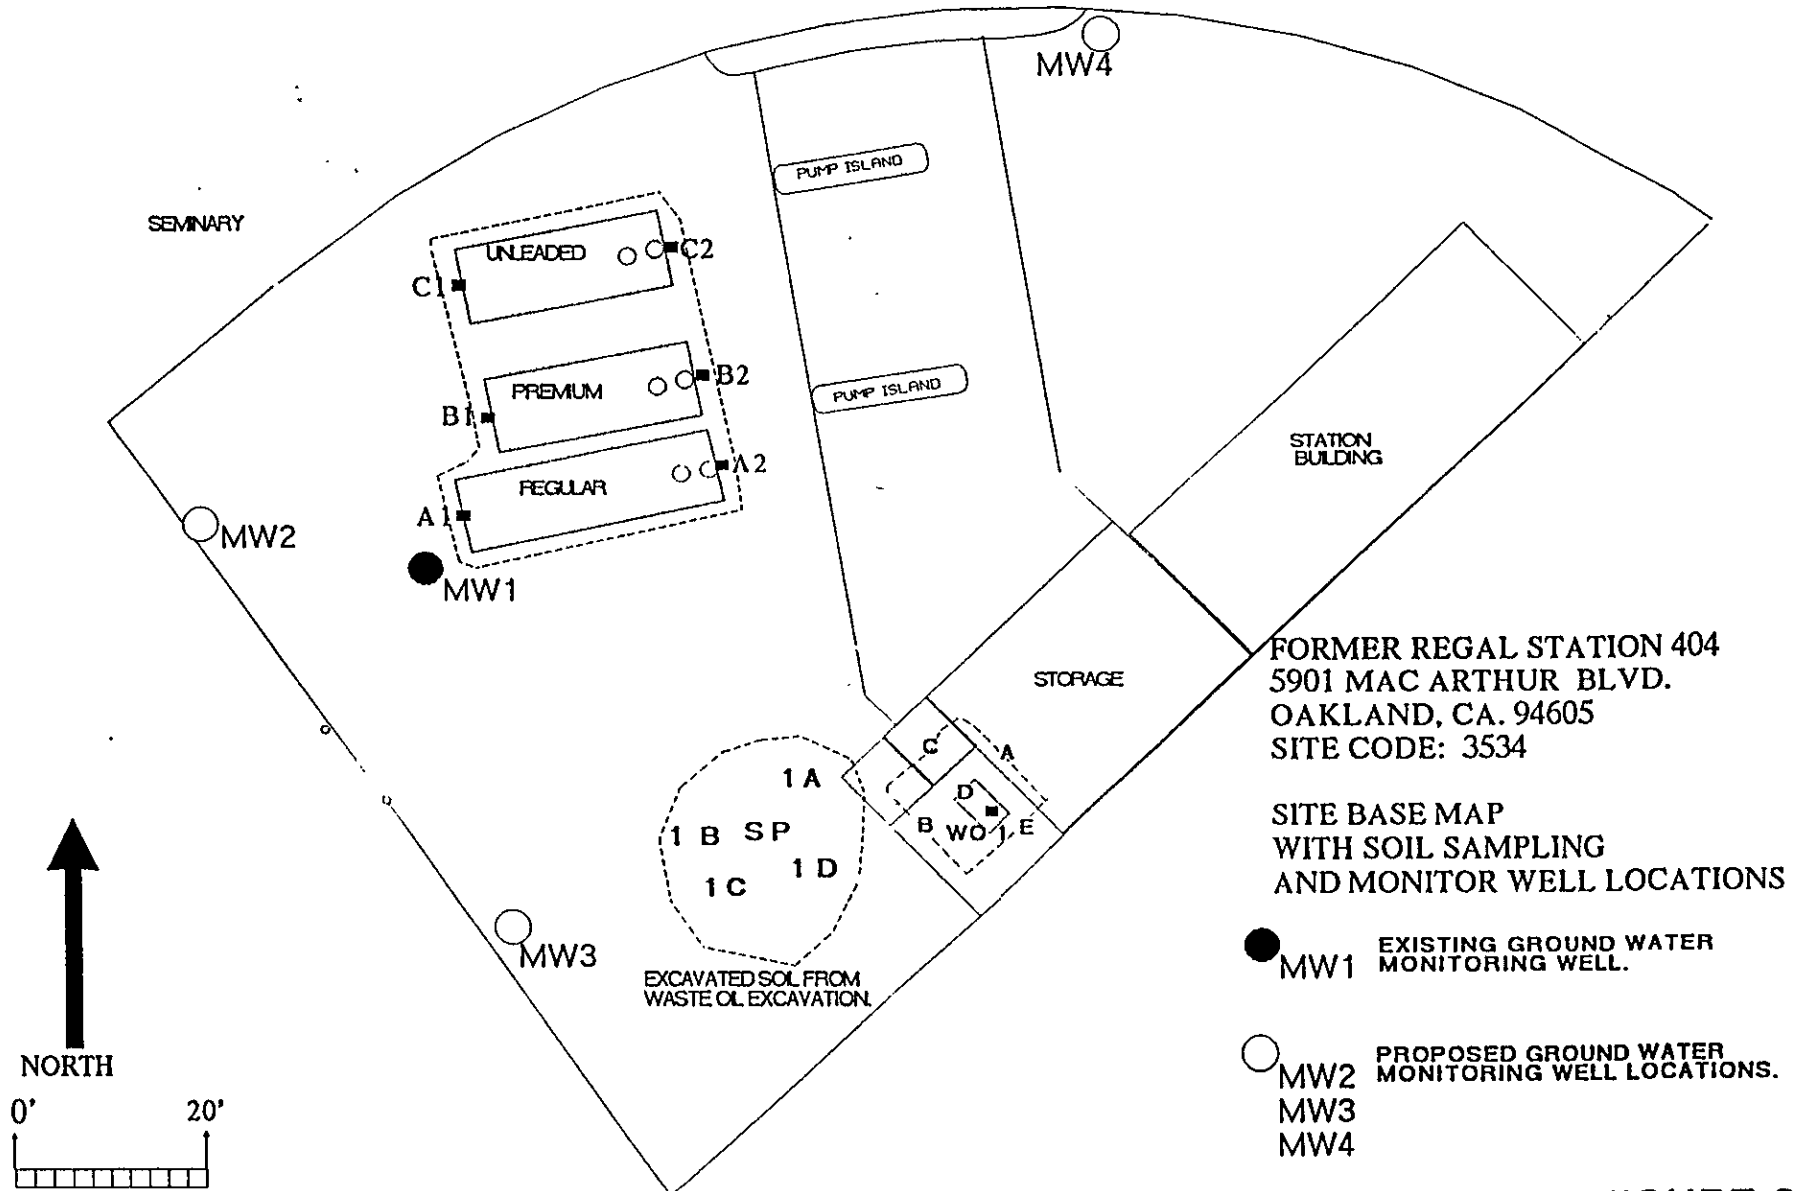 MW4
PUMP ISLAND
SEMINARY
UNLEADED
C2
C1
PREMIUM
B2
B1
PUMP ISLAND
REGULAR
A2
A1
STATION
BUILDING
MW2
MW1
FORMER REGAL STATION 404
5901 MAC ARTHUR BLVD.
OAKLAND, CA. 94605
SITE CODE: 3534
STORAGE
C
A
D
B
WO 1
E
1 A
1 B
SP
1 D
1 C
SITE BASE MAP
WITH SOIL SAMPLING
AND MONITOR WELL LOCATIONS
MW3
EXCAVATED SOIL FROM
WASTE OIL EXCAVATION.
MW1
EXISTING GROUND WATER
MONITORING WELL.
NORTH
PROPOSED GROUND WATER
MONITORING WELL LOCATIONS.
MW2
MW3
MW4
0'
20'